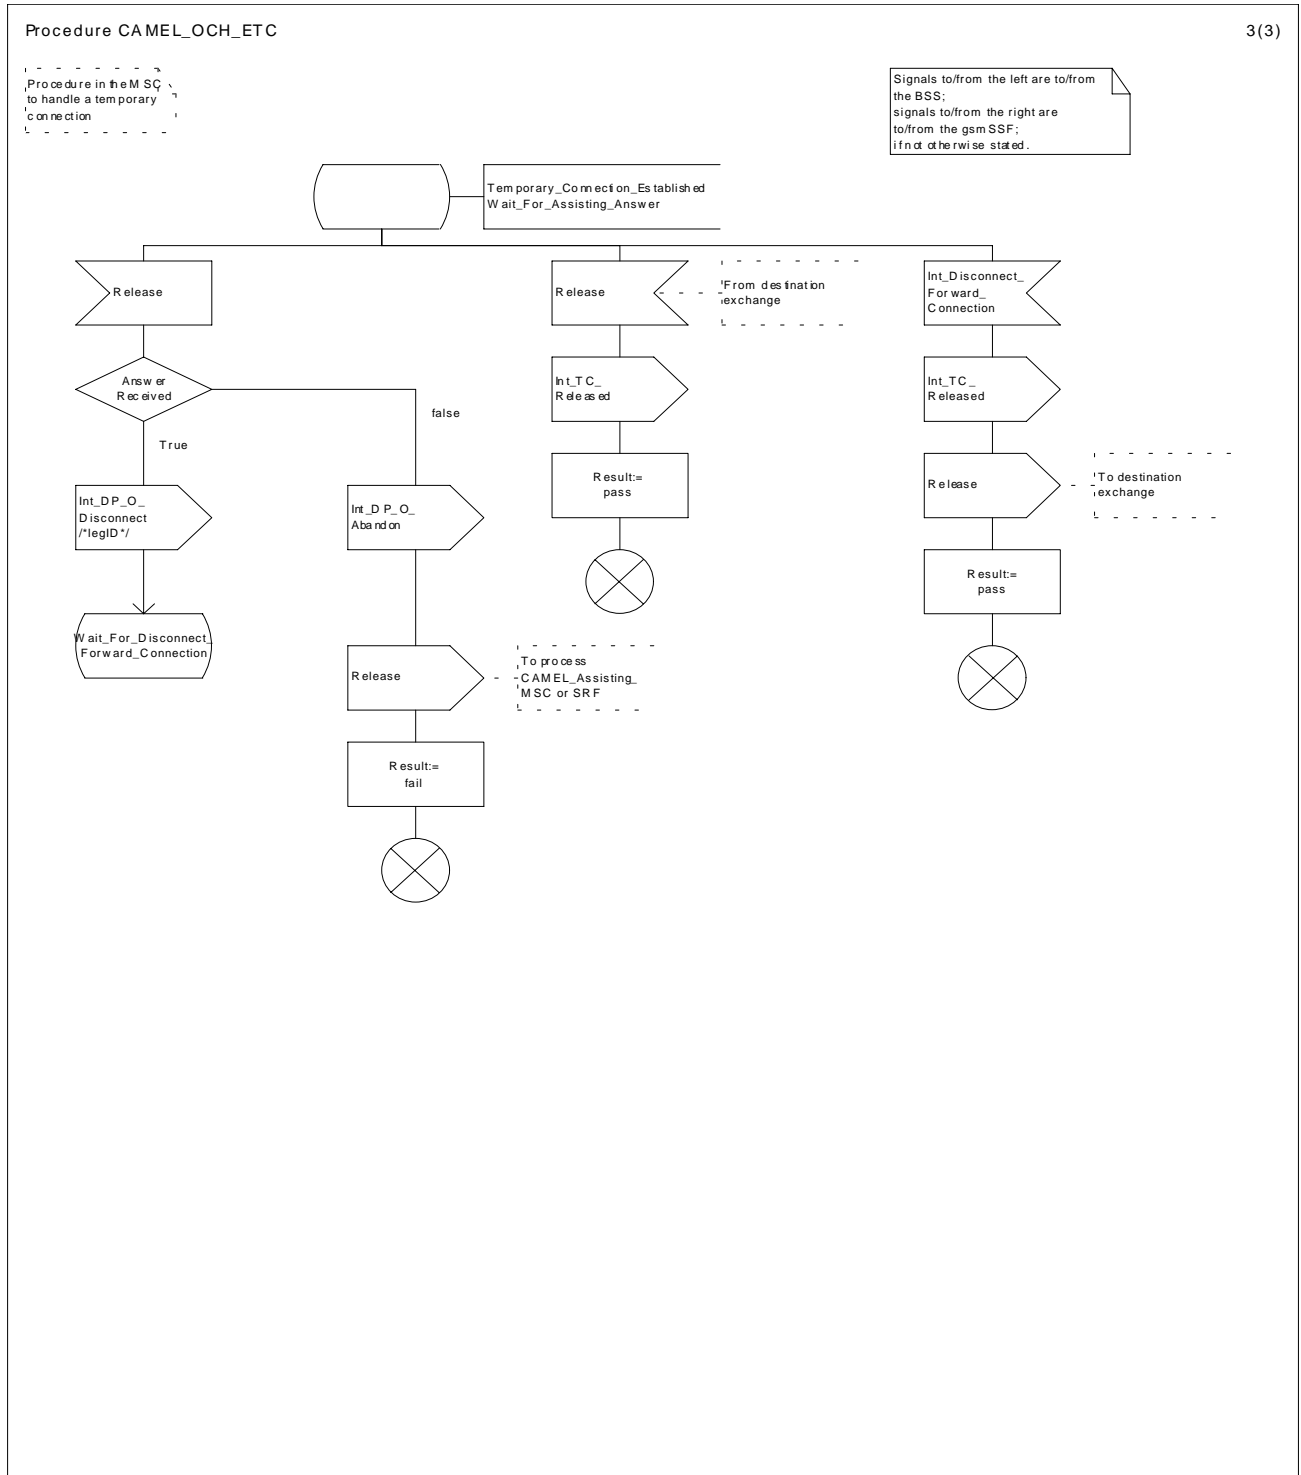 Procedure CAMEL_OCH_ETC
3(3)
Procedure in the MSC
to handle a temporary
connection
Signals to/from the left are to/from
the BSS;
signals to/from the right are
to/from the gsmSSF;
if not otherwise stated.
Temporary_Connection_Established
Wait_For_Assisting_Answer
Release
Release
From destination
exchange
Int_Disconnect_
Forward_
Connection
Answer
Received
false
True
Int_TC_
Released
Int_TC_
Released
Int_DP_O_
Disconnect
/*legID*/
Int_DP_O_
Abandon
Result:=
pass
Release
To destination
exchange
Wait_For_Disconnect_
Forward_Connection
Result:=
pass
Release
To process
CAMEL_Assisting_
MSC or SRF
Result:=
fail